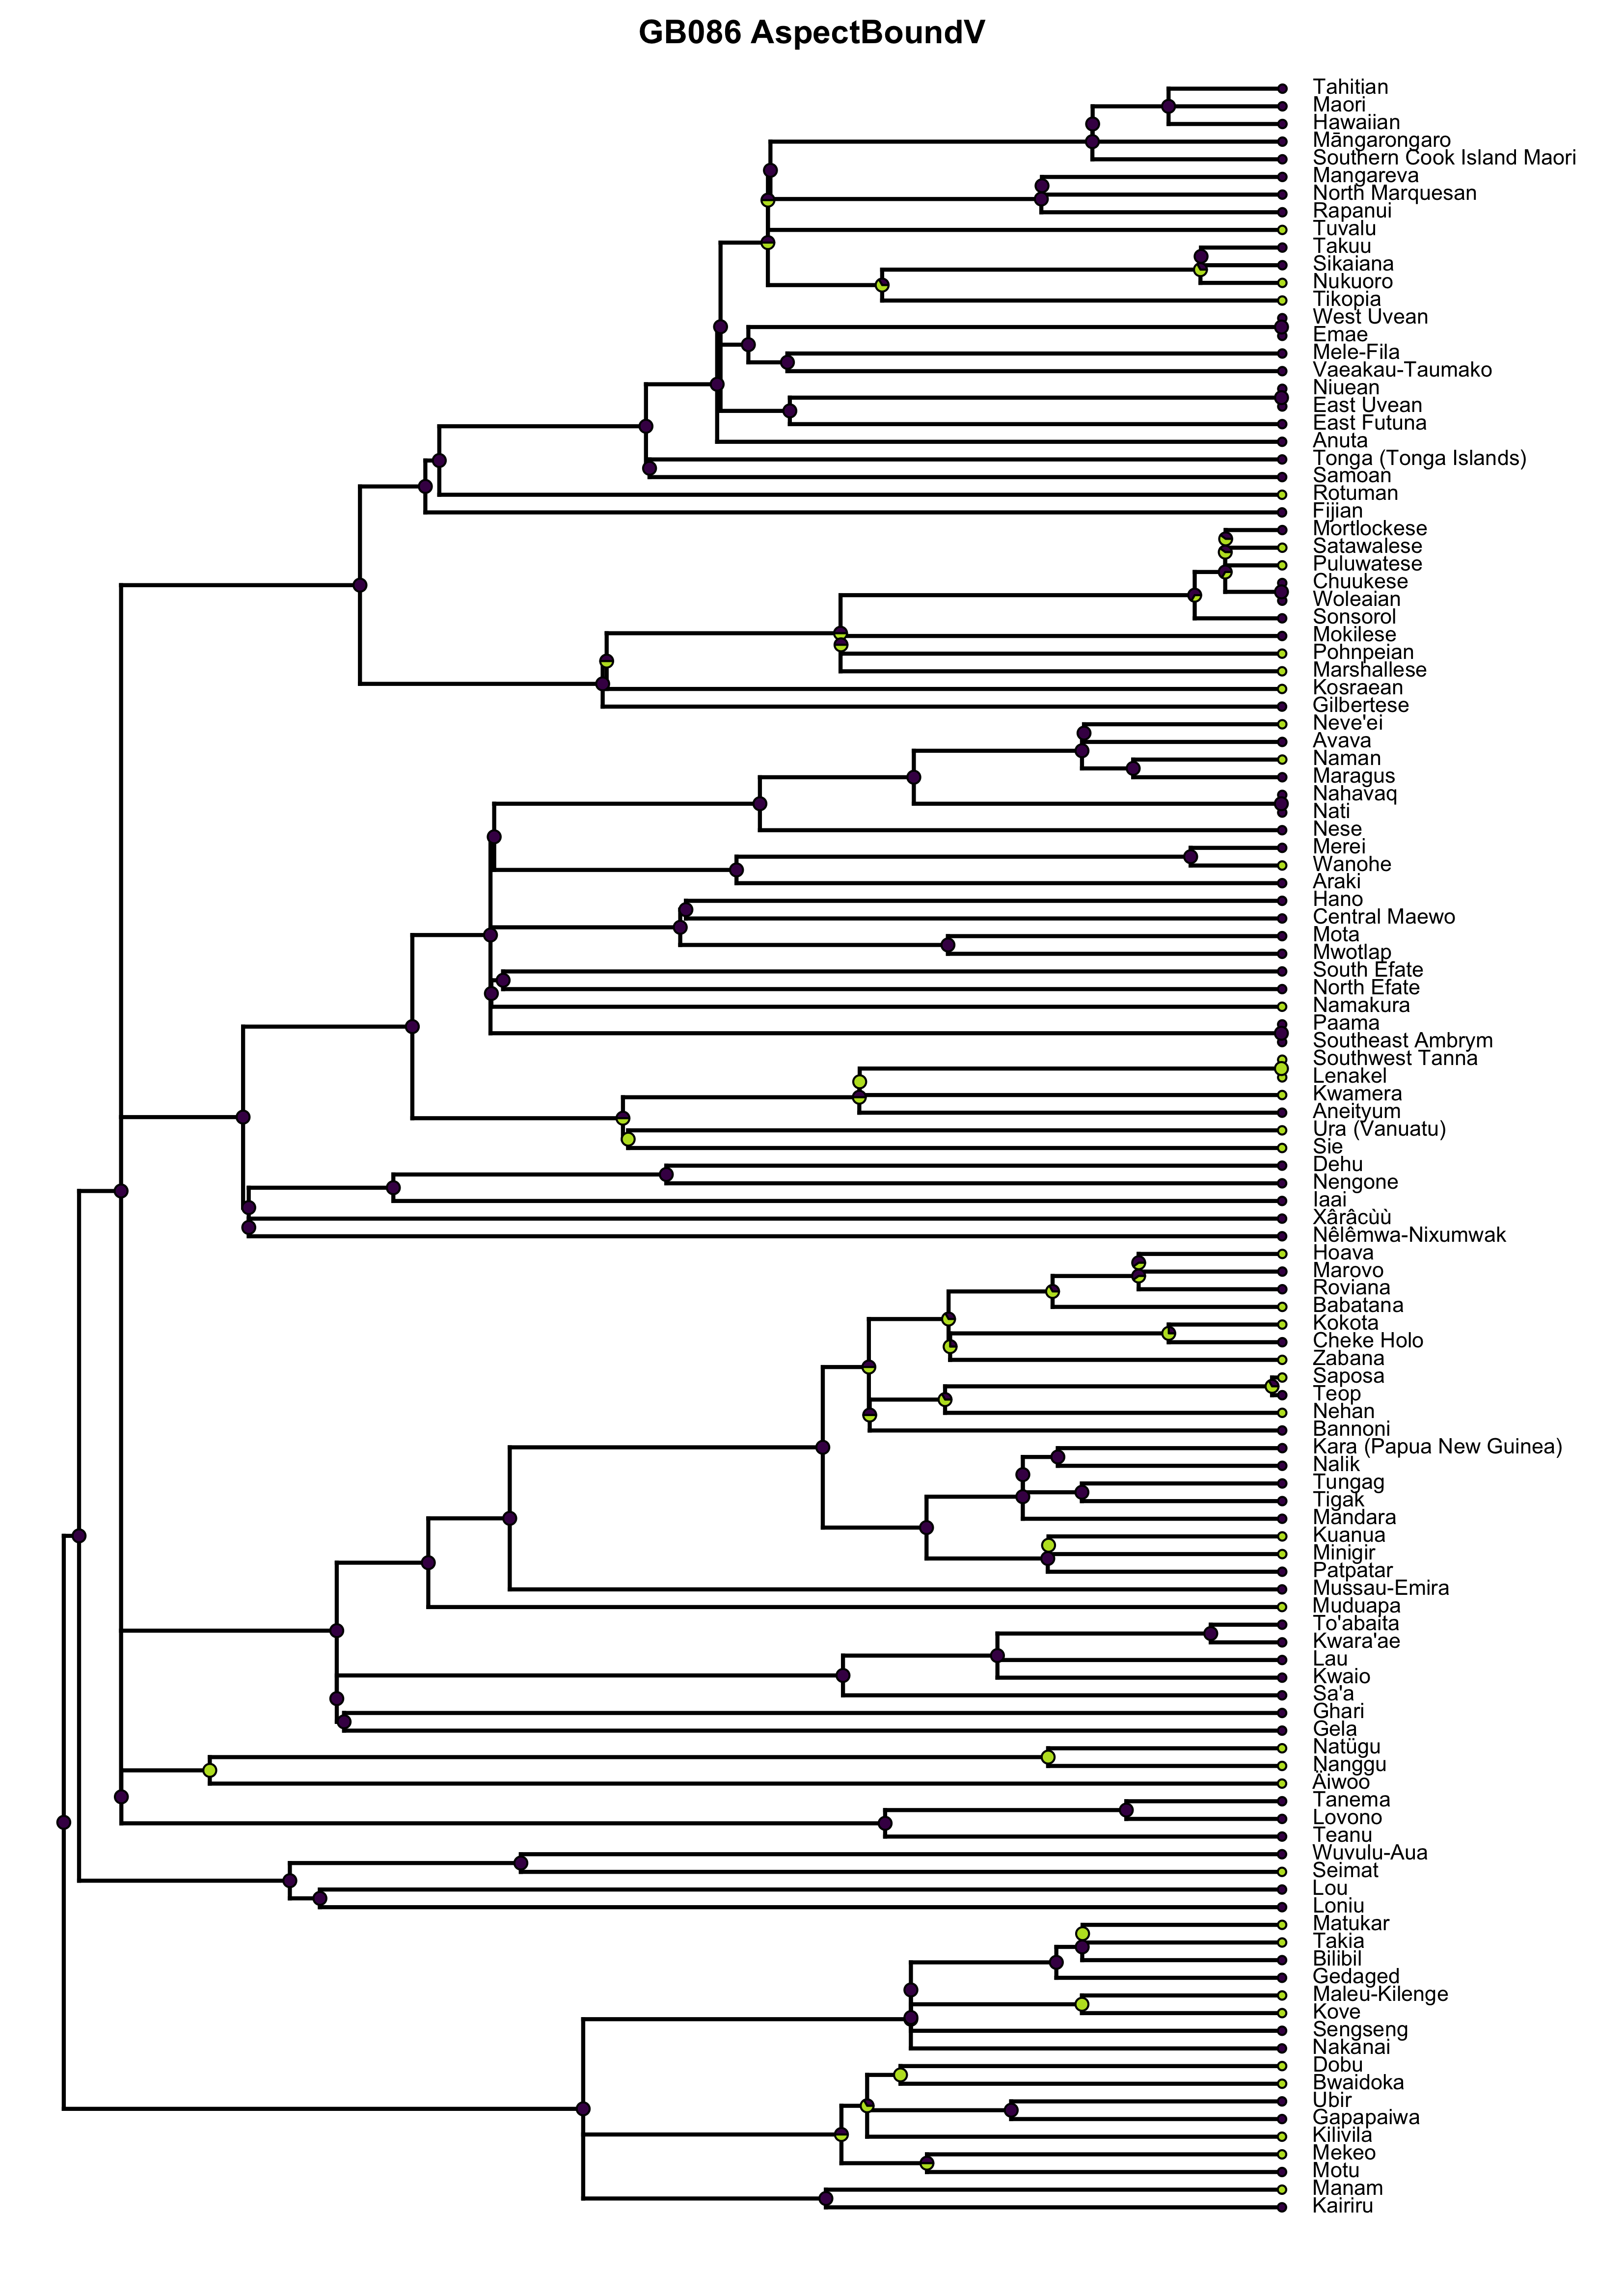 GB086 AspectBoundV
Tahitian
Maori
Hawaiian
Māngarongaro
Southern Cook Island Maori
Mangareva
North Marquesan
Rapanui
Tuvalu
Takuu
Sikaiana
Nukuoro
Tikopia
West Uvean
Emae
Mele-Fila
Vaeakau-Taumako
Niuean
East Uvean
East Futuna
Anuta
Tonga (Tonga Islands)
Samoan
Rotuman
Fijian
Mortlockese
Satawalese
Puluwatese
Chuukese
Woleaian
Sonsorol
Mokilese
Pohnpeian
Marshallese
Kosraean
Gilbertese
Neve'ei
Avava
Naman
Maragus
Nahavaq
Nati
Nese
Merei
Wanohe
Araki
Hano
Central Maewo
Mota
Mwotlap
South Efate
North Efate
Namakura
Paama
Southeast Ambrym
Southwest Tanna
Lenakel
Kwamera
Aneityum
Ura (Vanuatu)
Sie
Dehu
Nengone
Iaai
Xârâcùù
Nêlêmwa-Nixumwak
Hoava
Marovo
Roviana
Babatana
Kokota
Cheke Holo
Zabana
Saposa
Teop
Nehan
Bannoni
Kara (Papua New Guinea)
Nalik
Tungag
Tigak
Mandara
Kuanua
Minigir
Patpatar
Mussau-Emira
Muduapa
To'abaita
Kwara'ae
Lau
Kwaio
Sa'a
Ghari
Gela
Natügu
Nanggu
Äiwoo
Tanema
Lovono
Teanu
Wuvulu-Aua
Seimat
Lou
Loniu
Matukar
Takia
Bilibil
Gedaged
Maleu-Kilenge
Kove
Sengseng
Nakanai
Dobu
Bwaidoka
Ubir
Gapapaiwa
Kilivila
Mekeo
Motu
Manam
Kairiru